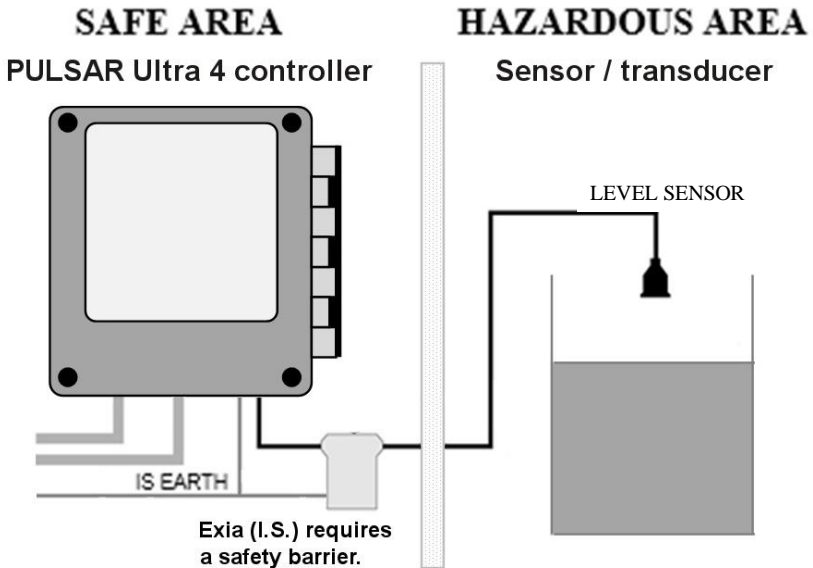 SAFE AREA
HAZARDOUS AREA
PULSAR Ultra 4 controller
Sensor / transducer
LEVEL SENSOR
IS EARTH
Exia (I.S.) requires
a safety barrier.